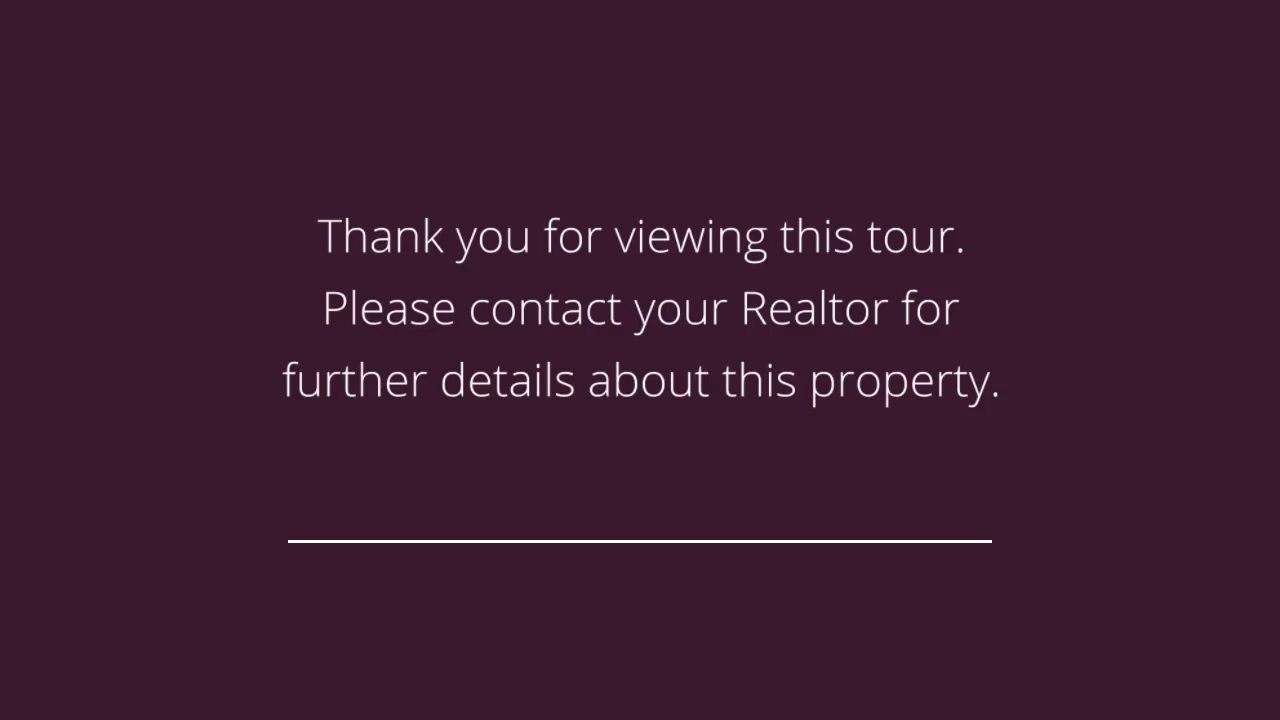 Thank you for viewing this tour.
Please contact your Realtor for
further details about this property.